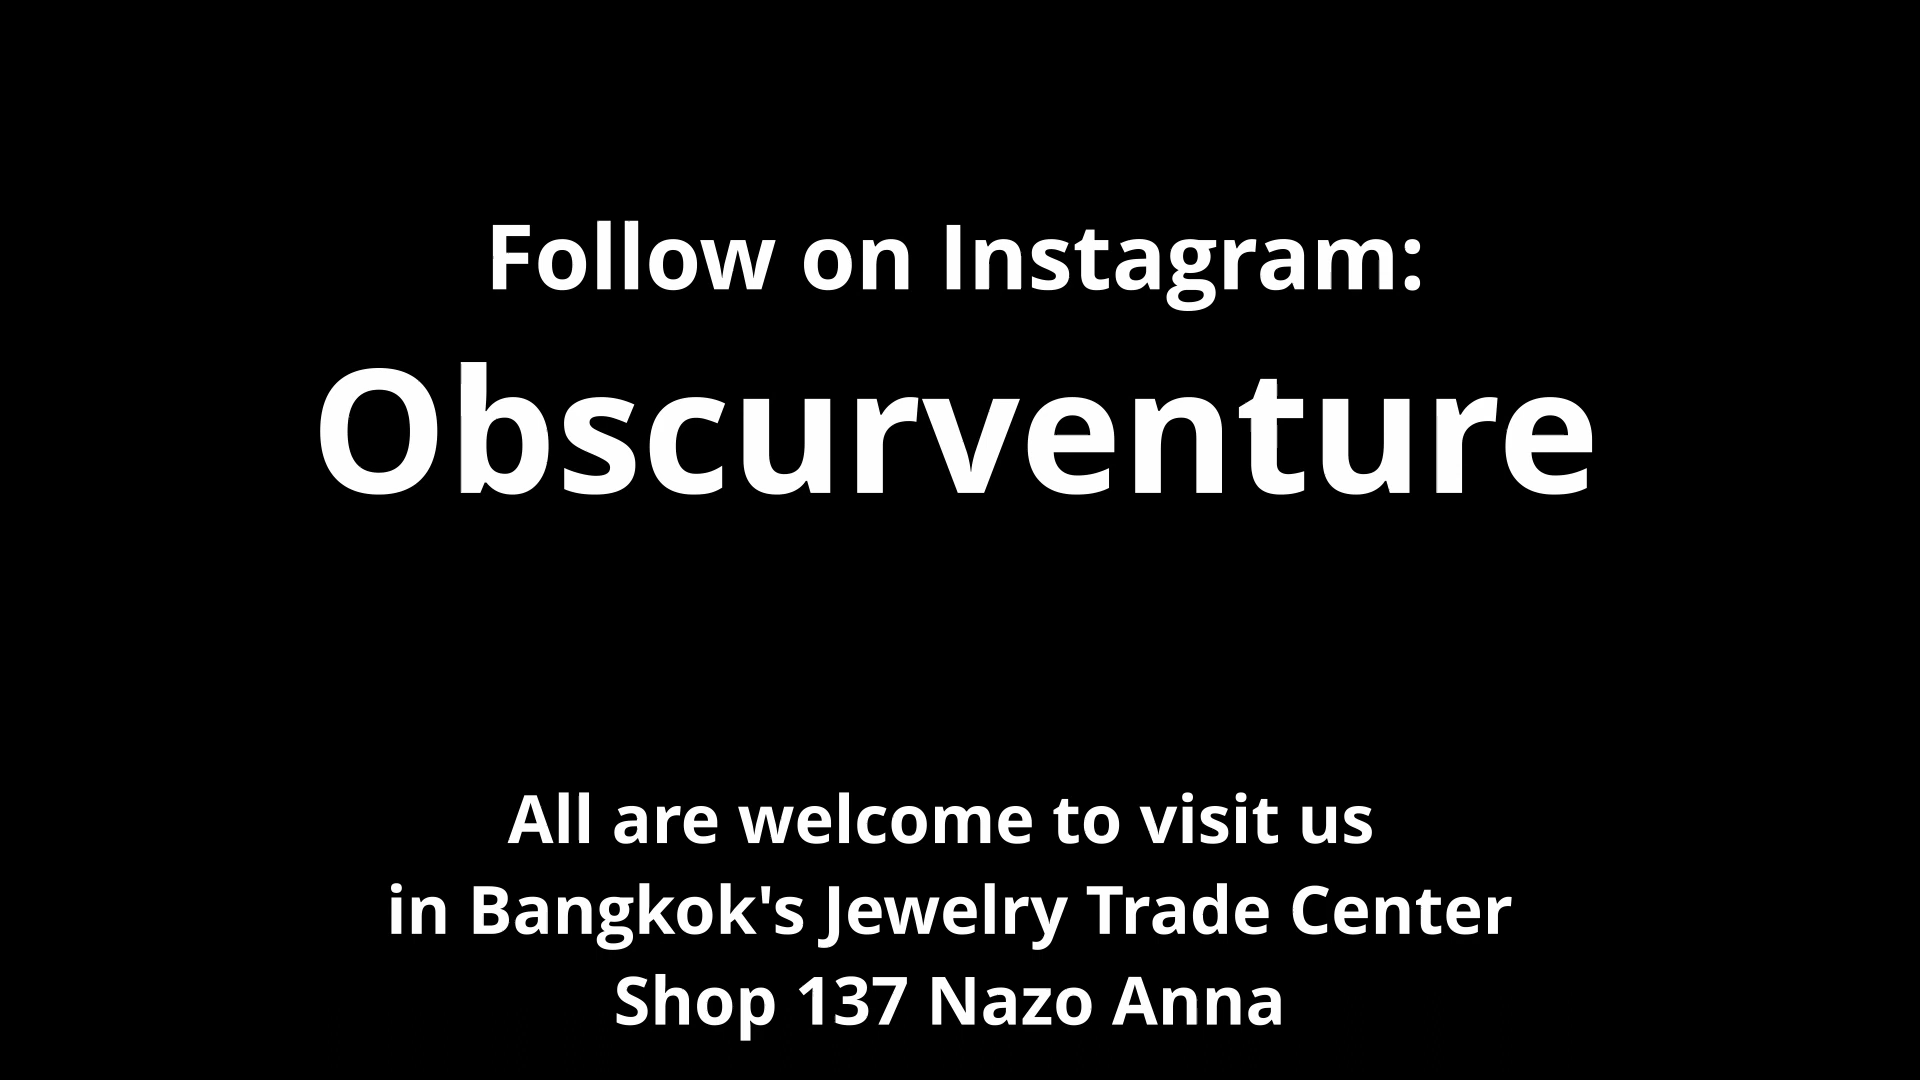 Follow on Instagram:
Obscurventure
All are welcome to visit us
in Bangkok's Jewelry Trade Center
Shop 137 Nazo Anna